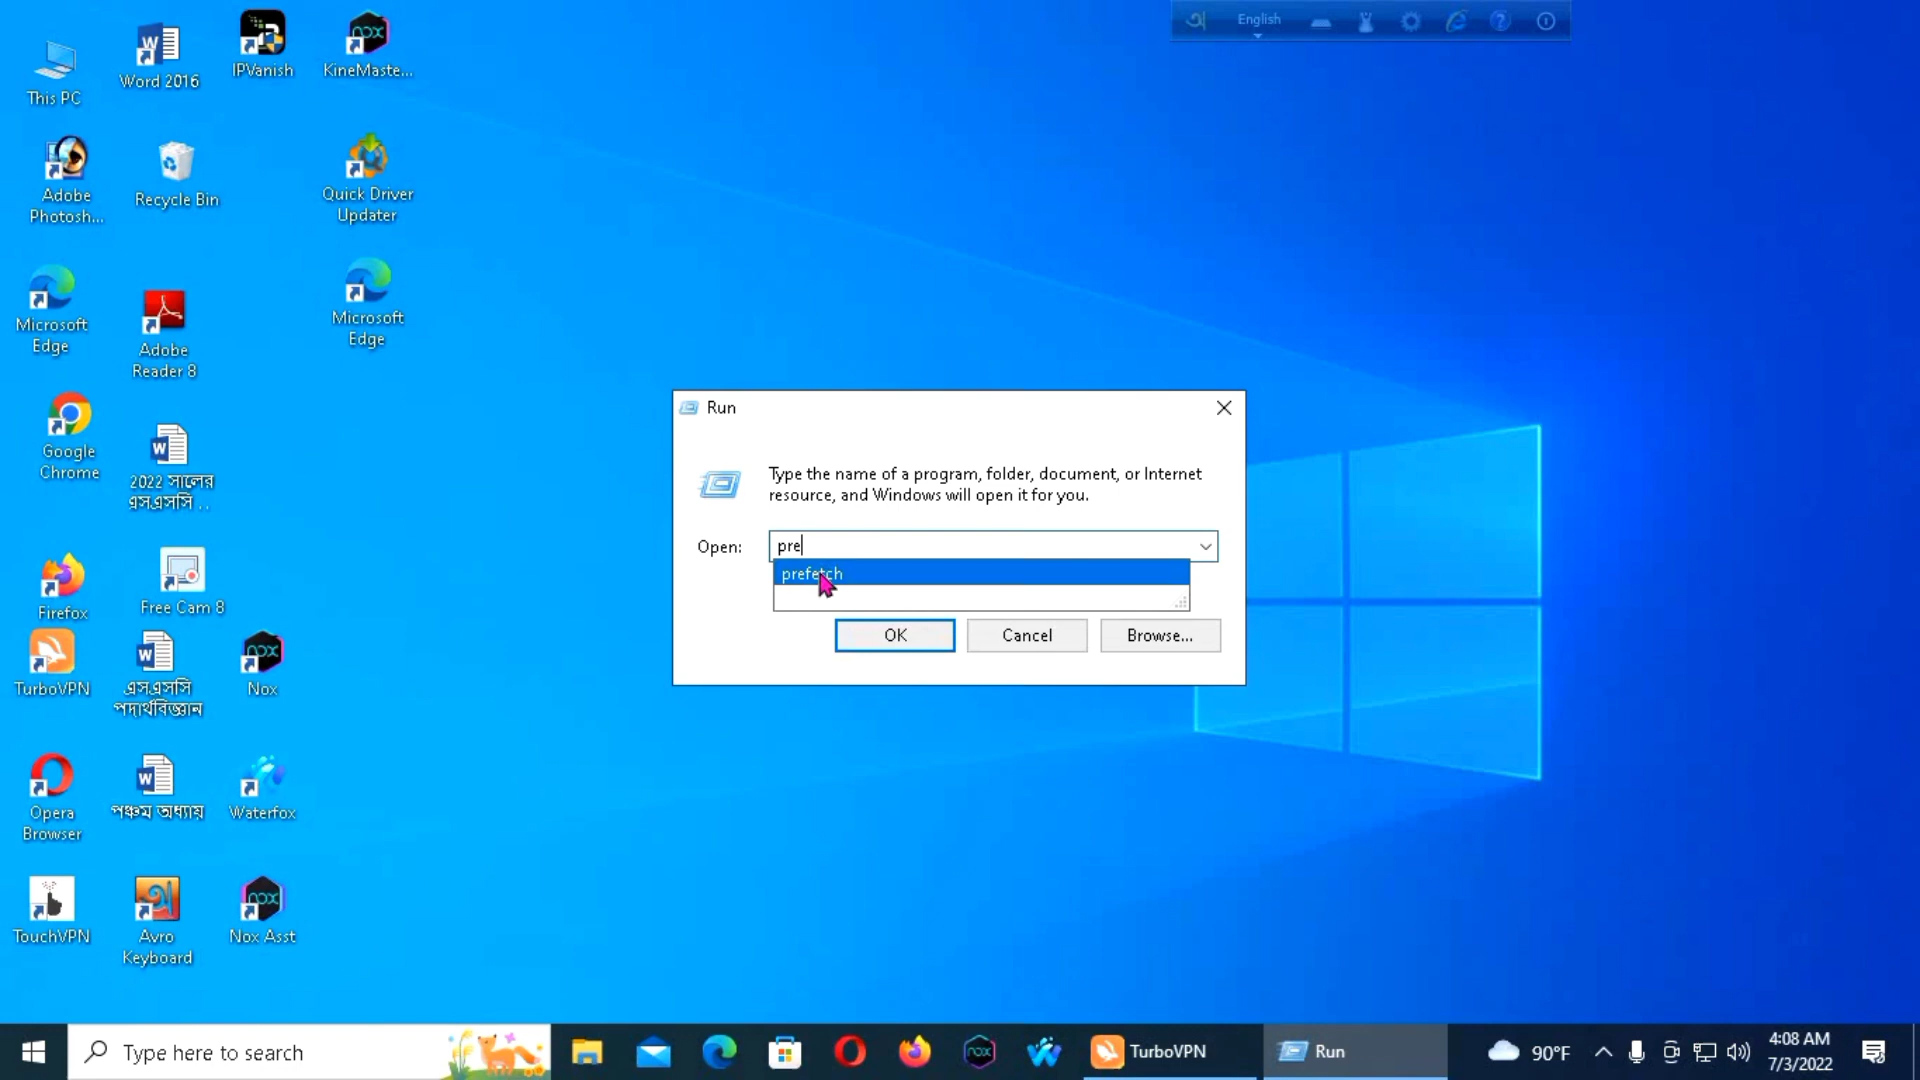 This PC
Word 2016
IPVanish
KineMaste...
Adobe
Photosh...
Recycle Bin
Quick Driver
Updater
Microsoft
Edge
Adobe
Reader 8
Microsoft
Edge
Google
Chrome
2022 সালের
এসএসসি ...
Firefox
Free Cam 8
TurboVPN
এসএসসি
পদার্থবিজ্ঞান
Nox
Opera
Browser
পঞ্চম অধ্যায়
Waterfox
TouchVPN
Avro
Keyboard
Nox Asst
English
Run
Type the name of a program, folder, document, or Internet
resource, and Windows will open it for you.
Open:
pre
prefetch
OK
Cancel
Browse...
Type here to search
TurboVPN
Run
90°F
4:08 AM
7/3/2022